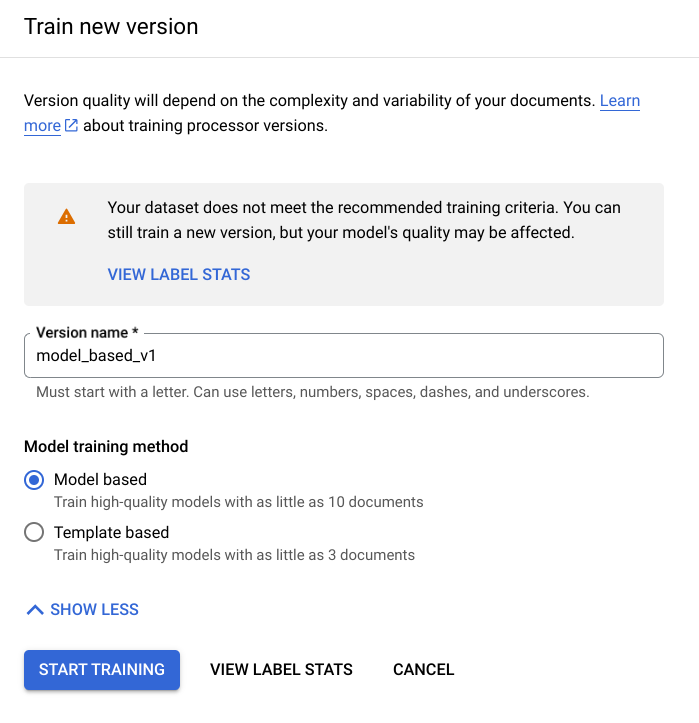 Train new version
Version quality will depend on the complexity and variability of your documents. Learn
more about training processor versions.
Your dataset does not meet the recommended training criteria. You can
still train a new version, but your model's quality may be affected.
VIEW LABEL STATS
Version name *
model_based_v1
Must start with a letter. Can use letters, numbers, spaces, dashes, and underscores.
Model training method
Model based
Train high-quality models with as little as 10 documents
Template based
Train high-quality models with as little as 3 documents
SHOW LESS
START TRAINING VIEW LABEL STATS CANCEL